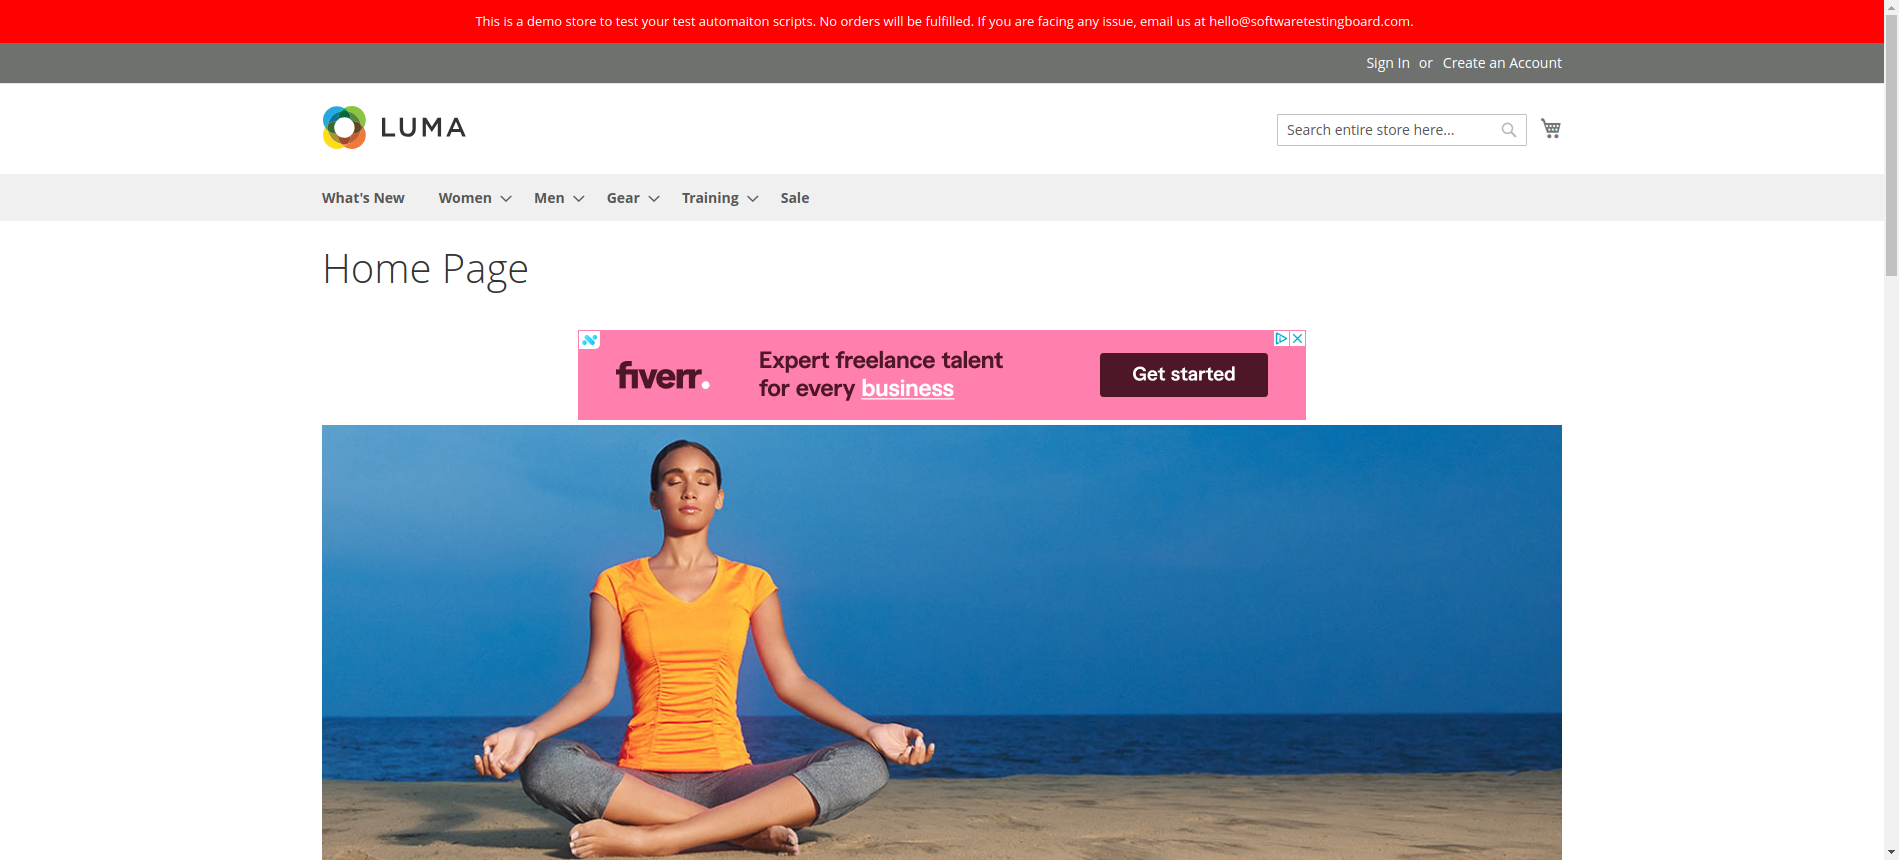 This is a demo store to test your test automaiton scripts. No orders will be fulfilled. If you are facing any issue, email us at hello@softwaretestingboard.com.
Sign In or Create an Account
LUMA
Search entire store here...
What's New Women Men Gear Training Sale
Home Page
fiverr.
Expert freelance talent
for every business
Get started